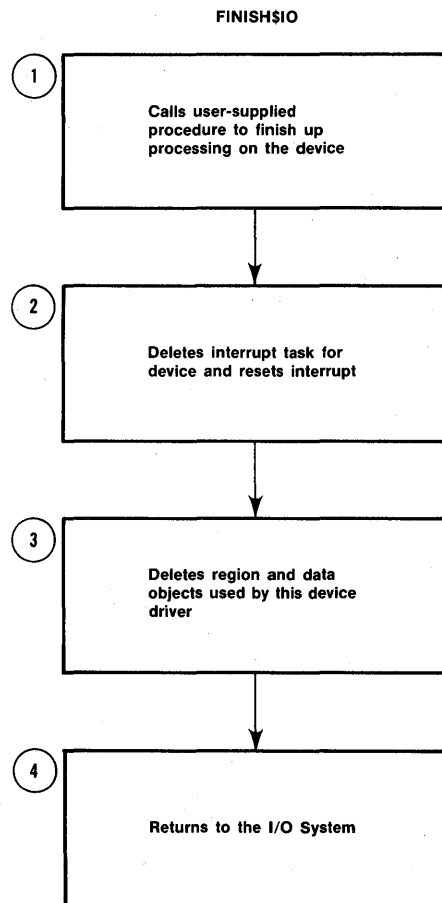 FINISH$IO
1
Calls user-supplied
procedure to finish up
processing on the device
2
Deletes interrupt task for
device and resets interrupt
3
Deletes region and data
objects used by this device
driver
4
Returns to the I/O System